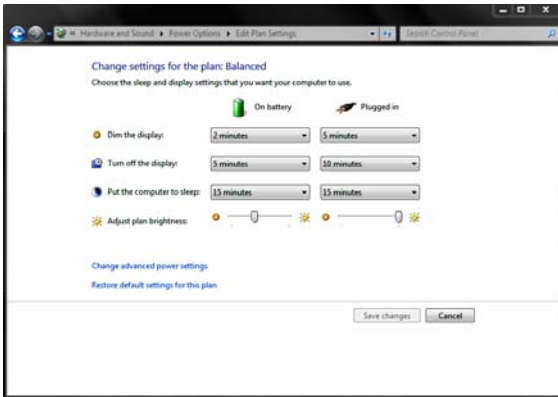 « Hardware and Sound ▸ Power Options ▸ Edit Plan Settings
Search Control Panel
Change settings for the plan: Balanced
Choose the sleep and display settings that you want your computer to use.
On battery Plugged in
Dim the display: 2 minutes 5 minutes
Turn off the display: 5 minutes 10 minutes
Put the computer to sleep: 15 minutes 15 minutes
Adjust plan brightness:
Change advanced power settings
Restore default settings for this plan
Save changes Cancel